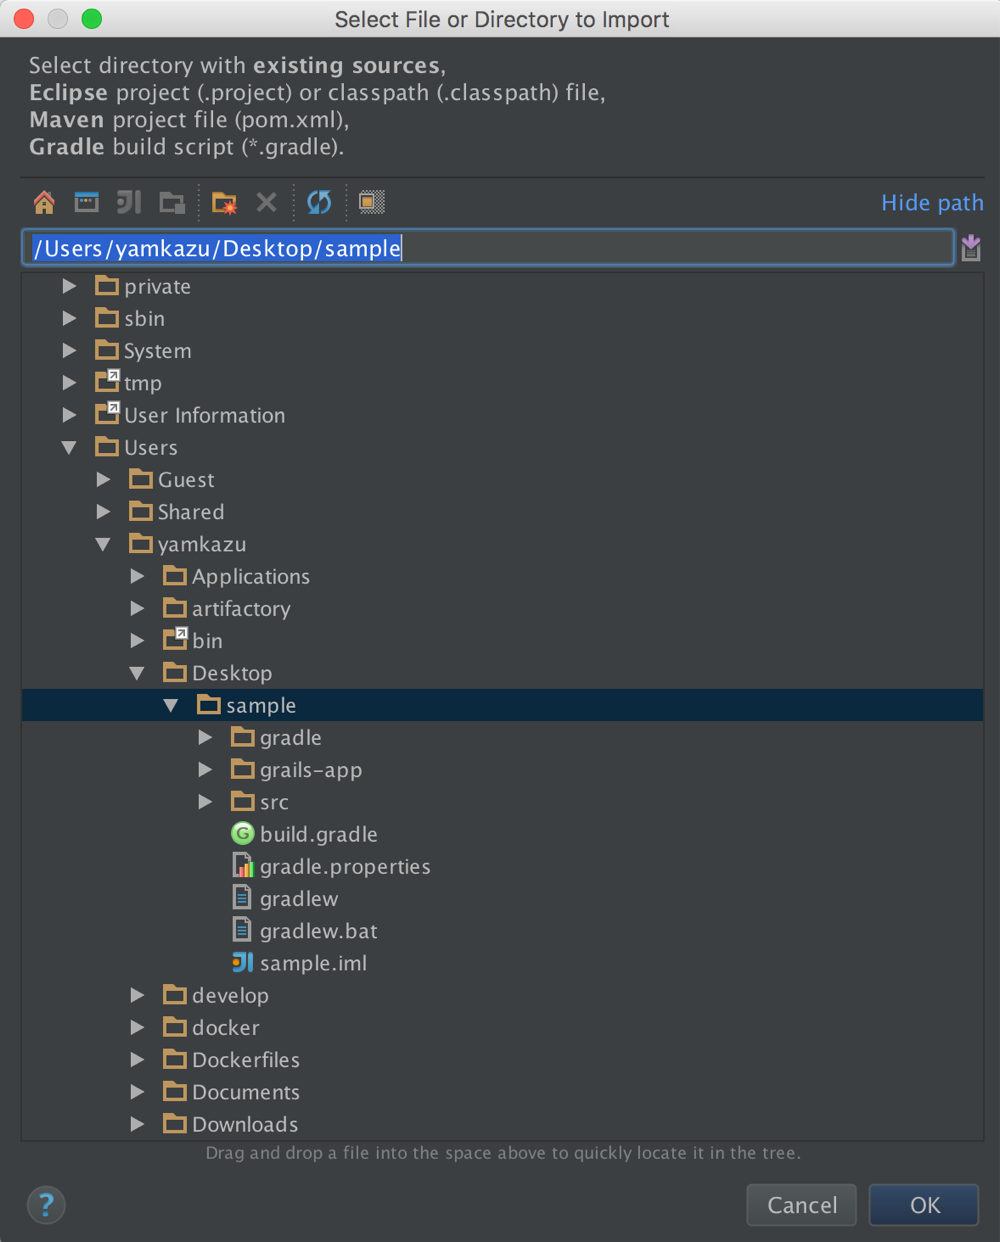 Select File or Directory to Import
Select directory with existing sources,
Eclipse project (.project) or classpath (.classpath) file,
Maven project file (pom.xml),
Gradle build script (*.gradle).
Hide path
/Users/yamkazu/Desktop/sample
private
sbin
System
tmp
User Information
Users
Guest
Shared
yamkazu
Applications
artifactory
bin
Desktop
sample
gradle
grails-app
src
build.gradle
gradle.properties
gradlew
gradlew.bat
sample.iml
develop
docker
Dockerfiles
Documents
Downloads
Drag and drop a file into the space above to quickly locate it in the tree.
? Cancel OK